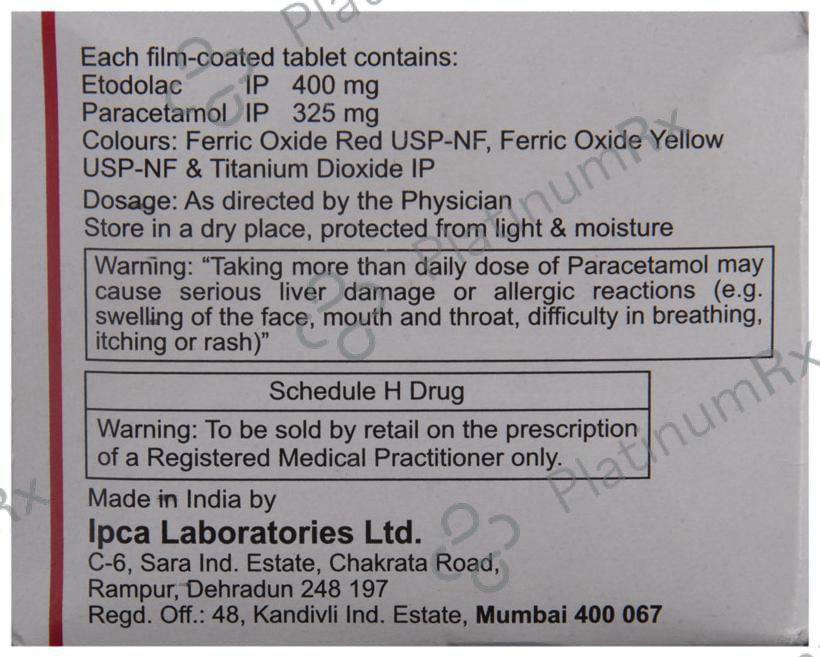 Each film-coated tablet contains:
Etodolac IP 400 mg
Paracetamol IP 325 mg
Colours: Ferric Oxide Red USP-NF, Ferric Oxide Yellow
USP-NF & Titanium Dioxide IP
Dosage: As directed by the Physician
Store in a dry place, protected from light & moisture
Warning: “Taking more than daily dose of Paracetamol may
cause serious liver damage or allergic reactions (e.g.
swelling of the face, mouth and throat, difficulty in breathing,
itching or rash)”
Schedule H Drug
Warning: To be sold by retail on the prescription
of a Registered Medical Practitioner only.
Made in India by
Ipca Laboratories Ltd.
C-6, Sara Ind. Estate, Chakrata Road,
Rampur, Dehradun 248 197
Regd. Off.: 48, Kandivli Ind. Estate, Mumbai 400 067
PlatinumRx
PlatinumRx